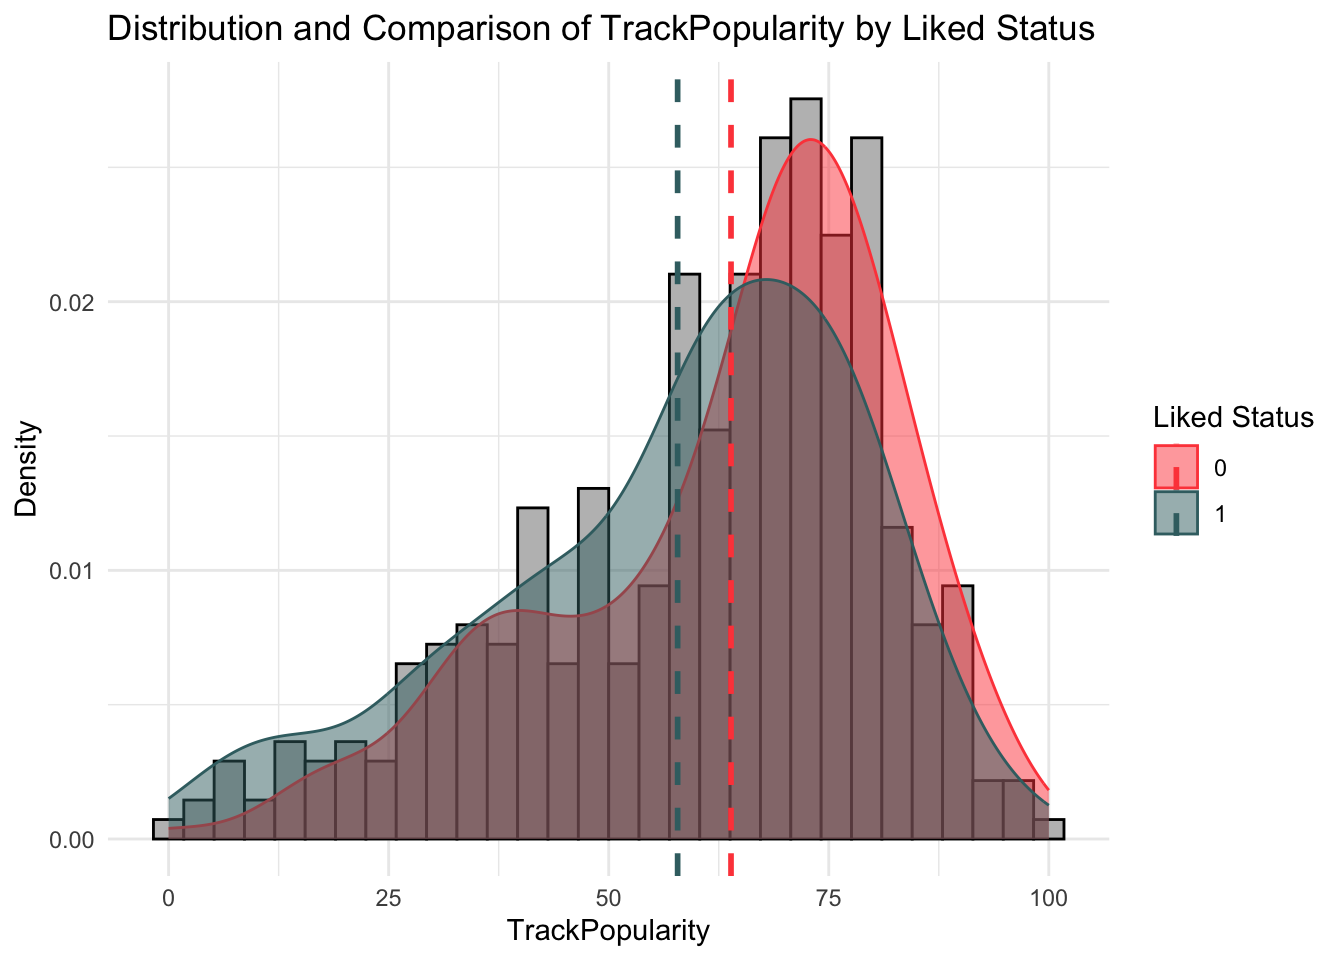 Distribution and Comparison of TrackPopularity by Liked Status
Density
0.02
0.01
0.00
0
25
50
75
100
TrackPopularity
Liked Status
0
1